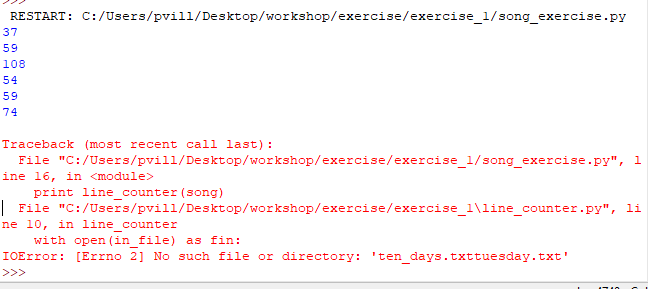 >>>
RESTART: C:/Users/pvill/Desktop/workshop/exercise/exercise_1/song_exercise.py
37
59
108
54
59
74
Traceback (most recent call last):
File "C:/Users/pvill/Desktop/workshop/exercise/exercise_1/song_exercise.py", l
ine 16, in <module>
print line_counter(song)
File "C:/Users/pvill/Desktop/workshop/exercise/exercise_1\line_counter.py", li
ne 10, in line_counter
with open(in_file) as fin:
IOError: [Errno 2] No such file or directory: 'ten_days.txttuesday.txt'
>>>